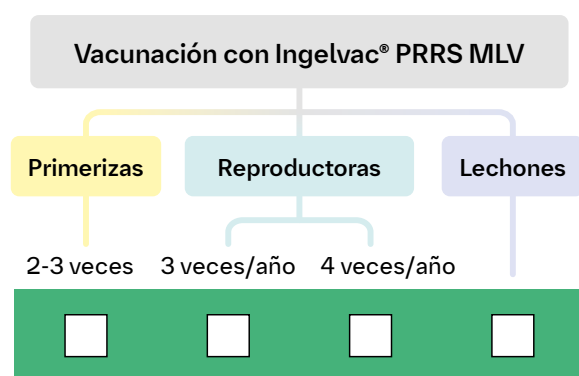 Vacunación con Ingelvac® PRRS MLV
Primerizas
Reproductoras
Lechones
2-3 veces
3 veces/año
4 veces/año